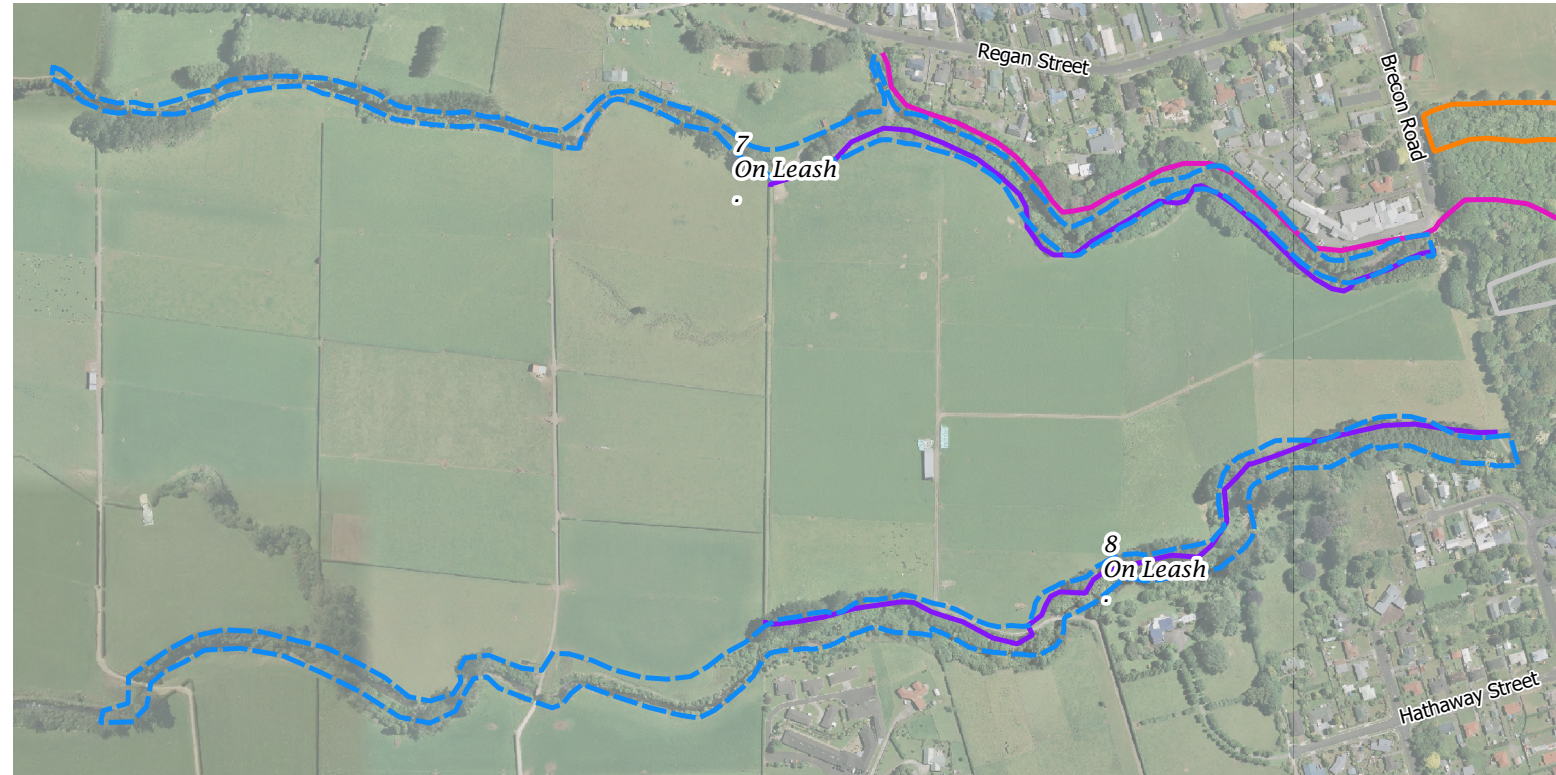 Regan Street
Brecon Road
7
On Leash
.
8
On Leash
.
Hathaway Street